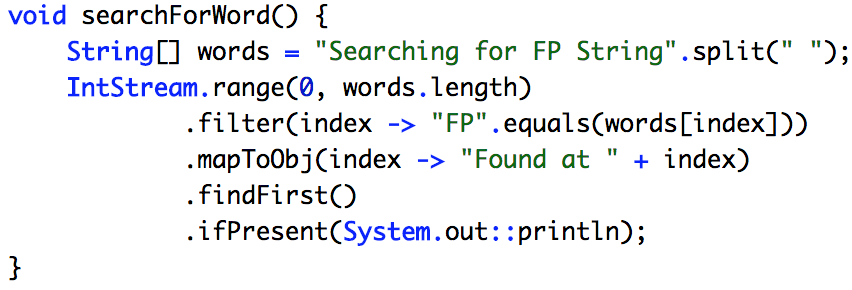 void searchForWord() {
    String[] words = "Searching for FP String".split(" ");
    IntStream.range(0, words.length)
            .filter(index -> "FP".equals(words[index]))
            .mapToObj(index -> "Found at " + index)
            .findFirst()
            .ifPresent(System.out::println);
}